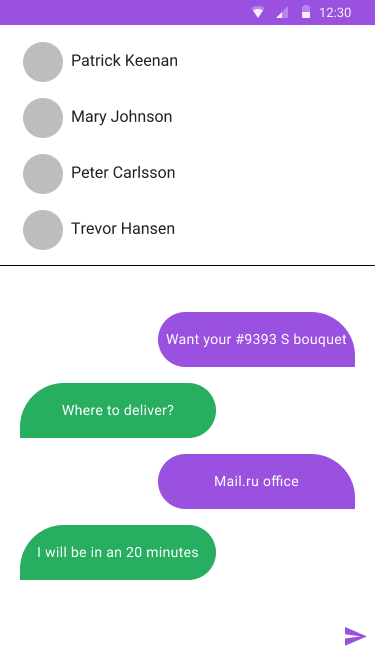 12:30
Patrick Keenan
Mary Johnson
Peter Carlsson
Trevor Hansen
Want your #9393 S bouquet
Where to deliver?
Mail.ru office
I will be in an 20 minutes